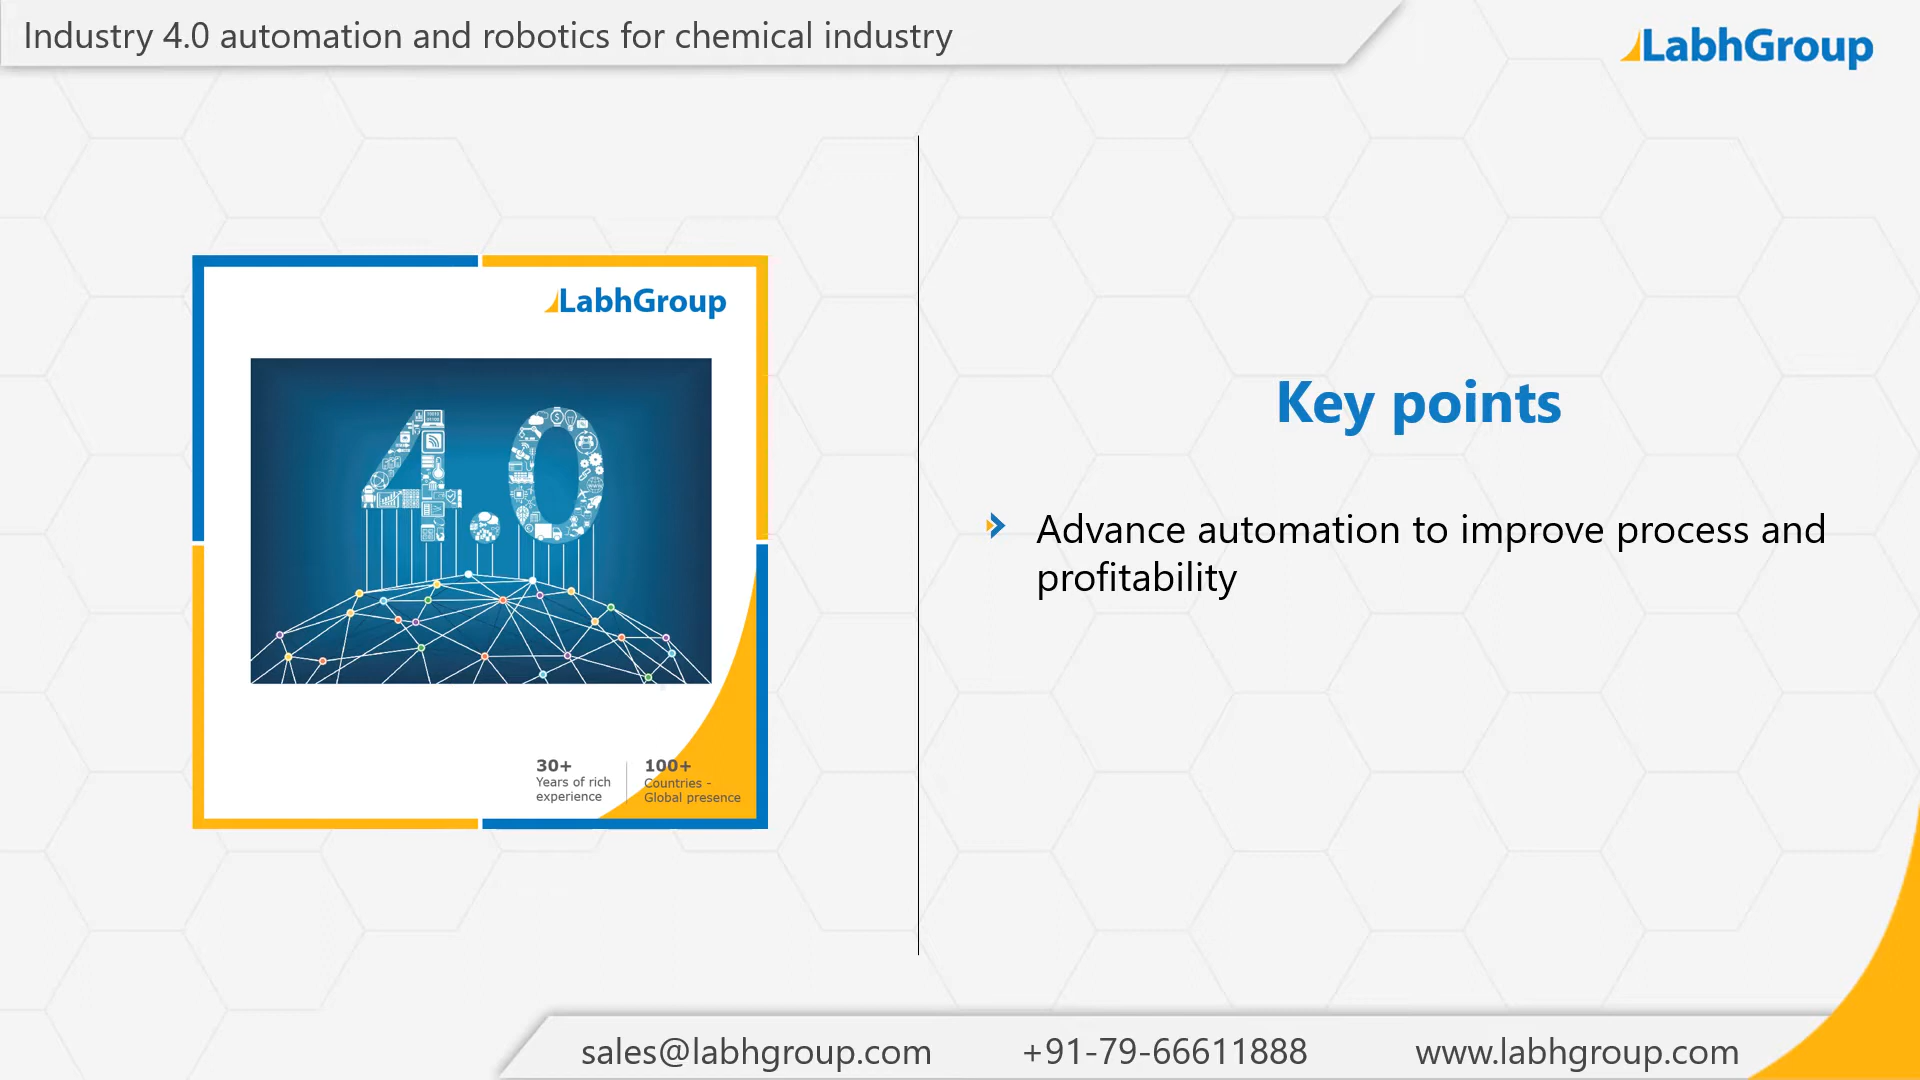 Industry 4.0 automation and robotics for chemical industry
LabhGroup
LabhGroup
4.0
30+
Years of rich
experience
100+
Countries -
Global presence
Key points
Advance automation to improve process and
profitability
sales@labhgroup.com
+91-79-66611888
www.labhgroup.com